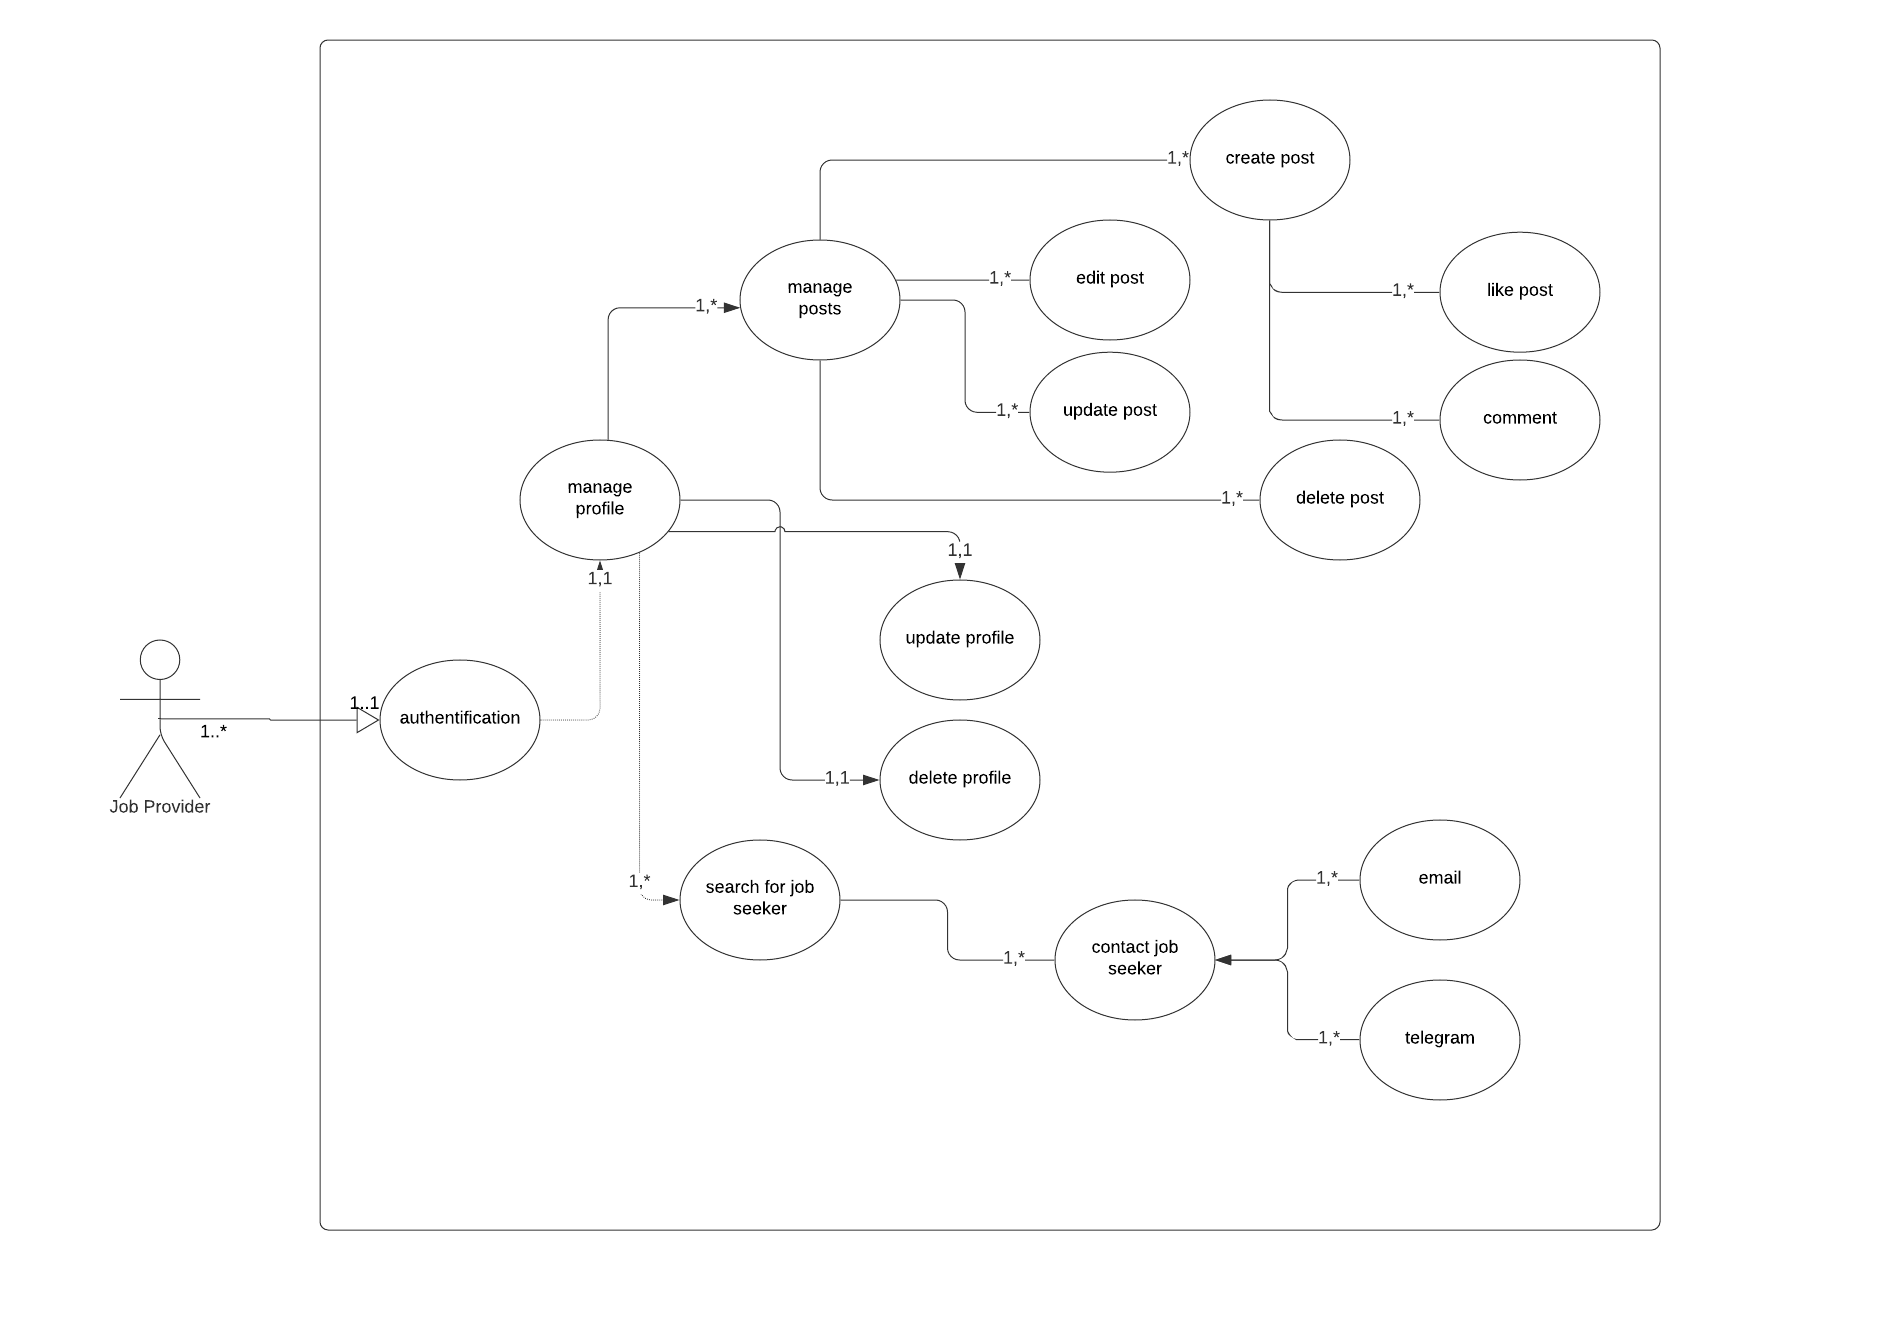 create post
1,*
edit post
1,*
like post
1,*
manage
posts
1,*
update post
1,*
comment
1,*
manage
profile
delete post
1,*
1,1
1,1
update profile
1..1
authentification
1..*
delete profile
1,1
Job Provider
search for job
seeker
1,*
email
1,*
contact job
seeker
1,*
telegram
1,*